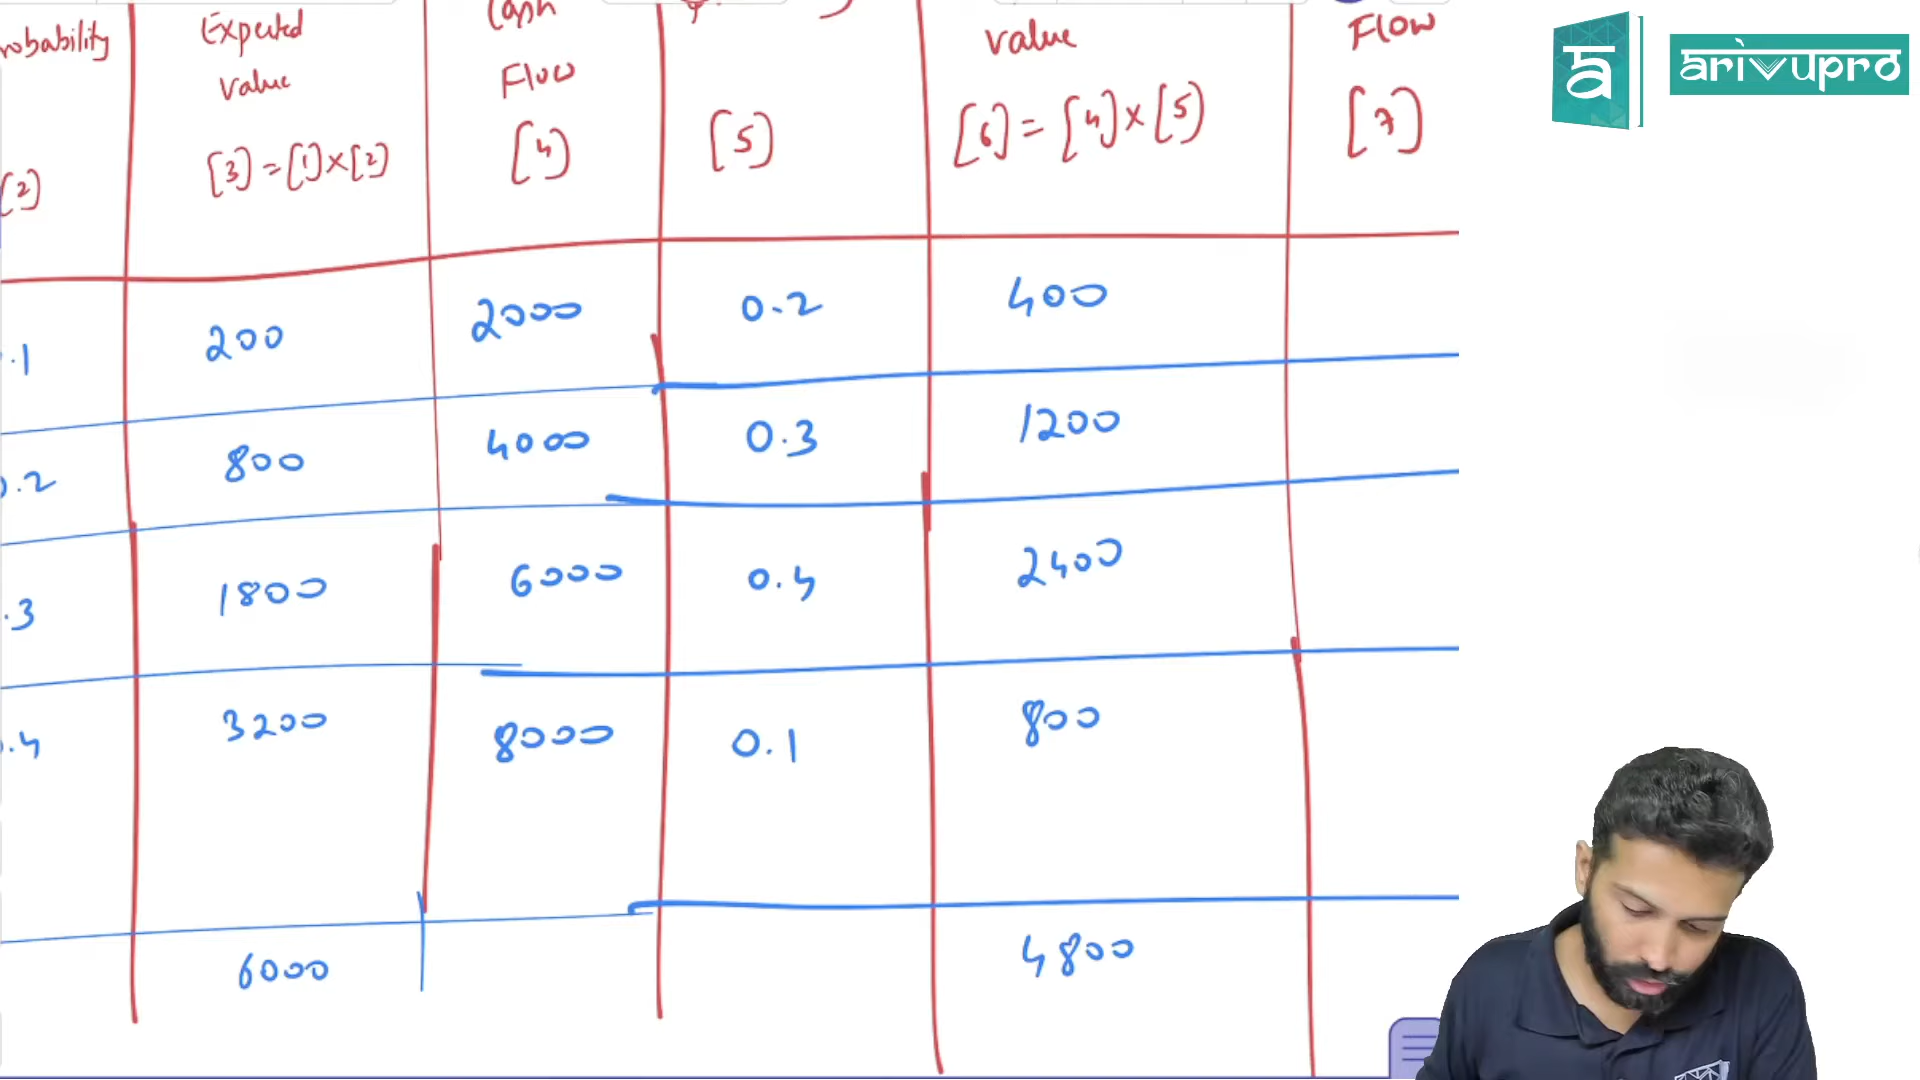 arivupro
Expected
Flow
value
value
Flow
[3]=[1]×[2]
[4]
[5]
[6]=[4]×[5]
[7]
[2]
.1 200 2000 0.2 400
0.2 800 4000 0.3 1200
.3 1800 6000 0.4 2400
.4 3200 8000 0.1 800
6000 4800